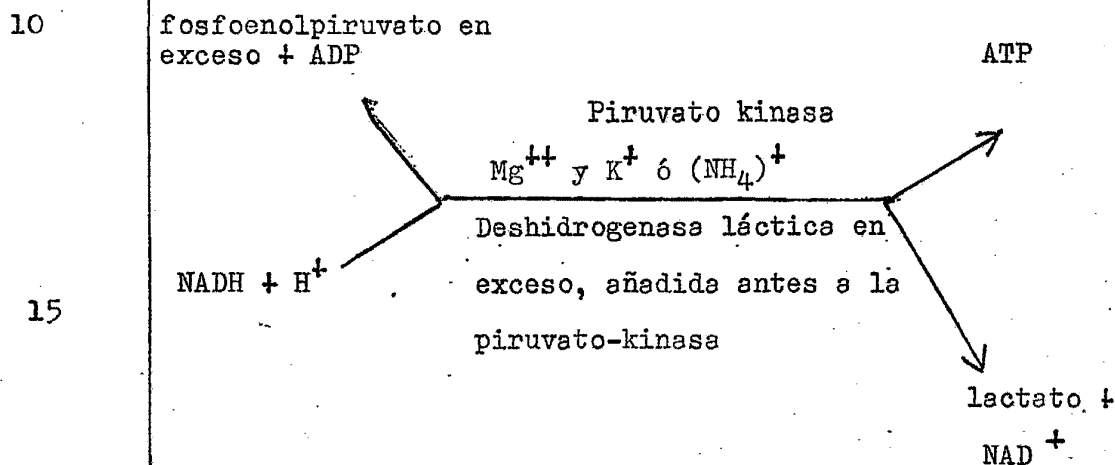 10 fosfoenolpiruvato en
exceso + ADP
ATP
Piruvato kinasa
Mg++ y K+ ó (NH4)+
Deshidrogenasa láctica en
NADH + H+
exceso, añadida antes a la
15
piruvato-kinasa
lactato +
NAD +